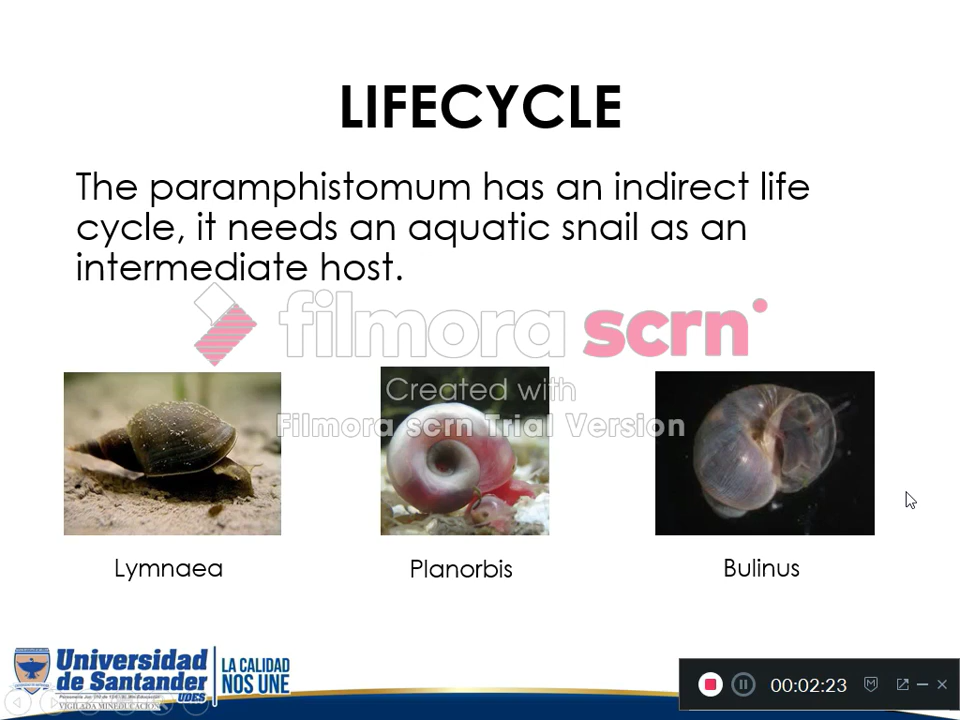 LIFECYCLE
The paramphistomum has an indirect life
cycle, it needs an aquatic snail as an
intermediate host.
filmora scrn
Created with
Filmora scrn Trial Version
Lymnaea
Planorbis
Bulinus
Universidad
de Santander
UDES
VIGILADA MINEDUCACIÓN
LA CALIDAD
NOS UNE
00:02:23